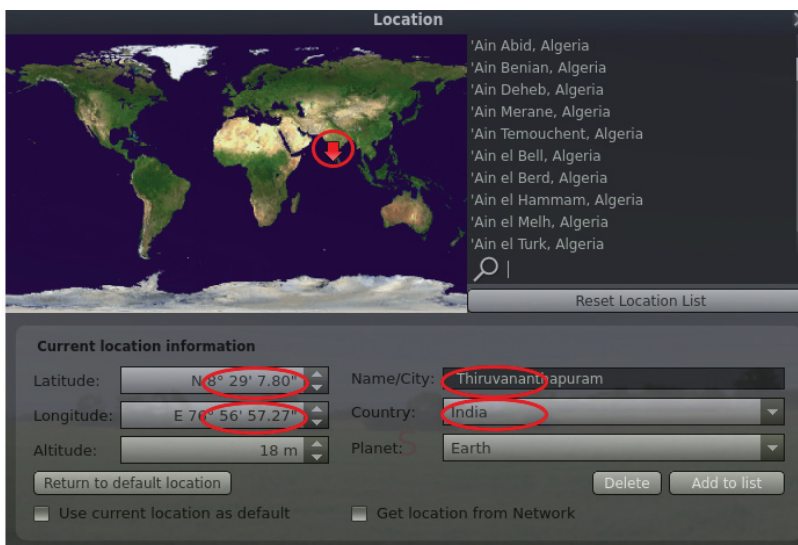 Location
'Ain Abid, Algeria
'Ain Benian, Algeria
'Ain Deheb, Algeria
'Ain Merane, Algeria
'Ain Temouchent, Algeria
'Ain el Bell, Algeria
'Ain el Berd, Algeria
'Ain el Hammam, Algeria
'Ain el Melh, Algeria
'Ain el Turk, Algeria
Reset Location List
Current location information
Latitude: N 8° 29' 7.80" Name/City: Thiruvananthapuram
Longitude: E 76° 56' 57.27" Country: India
Altitude: 18 m Planet: Earth
Return to default location Delete Add to list
Use current location as default Get location from Network